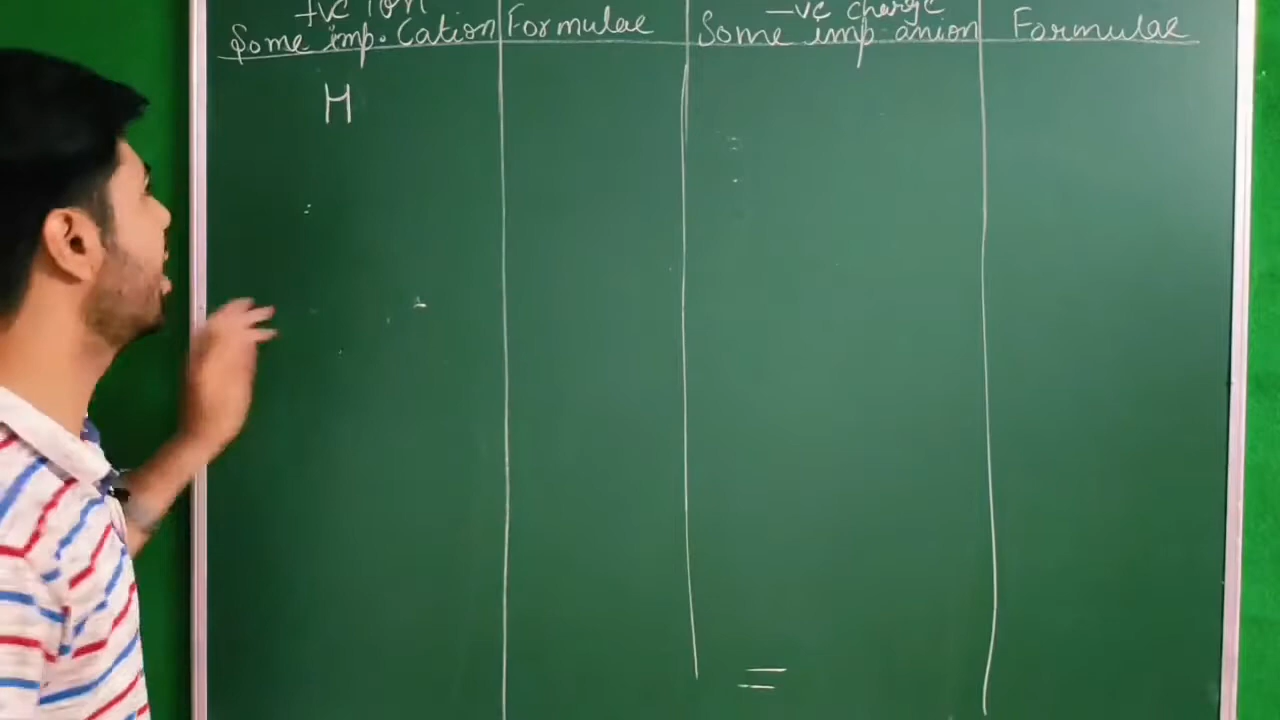 +ve ion
Some imp. Cation
Formulae
-ve charge
Some imp anion
Formulae
H